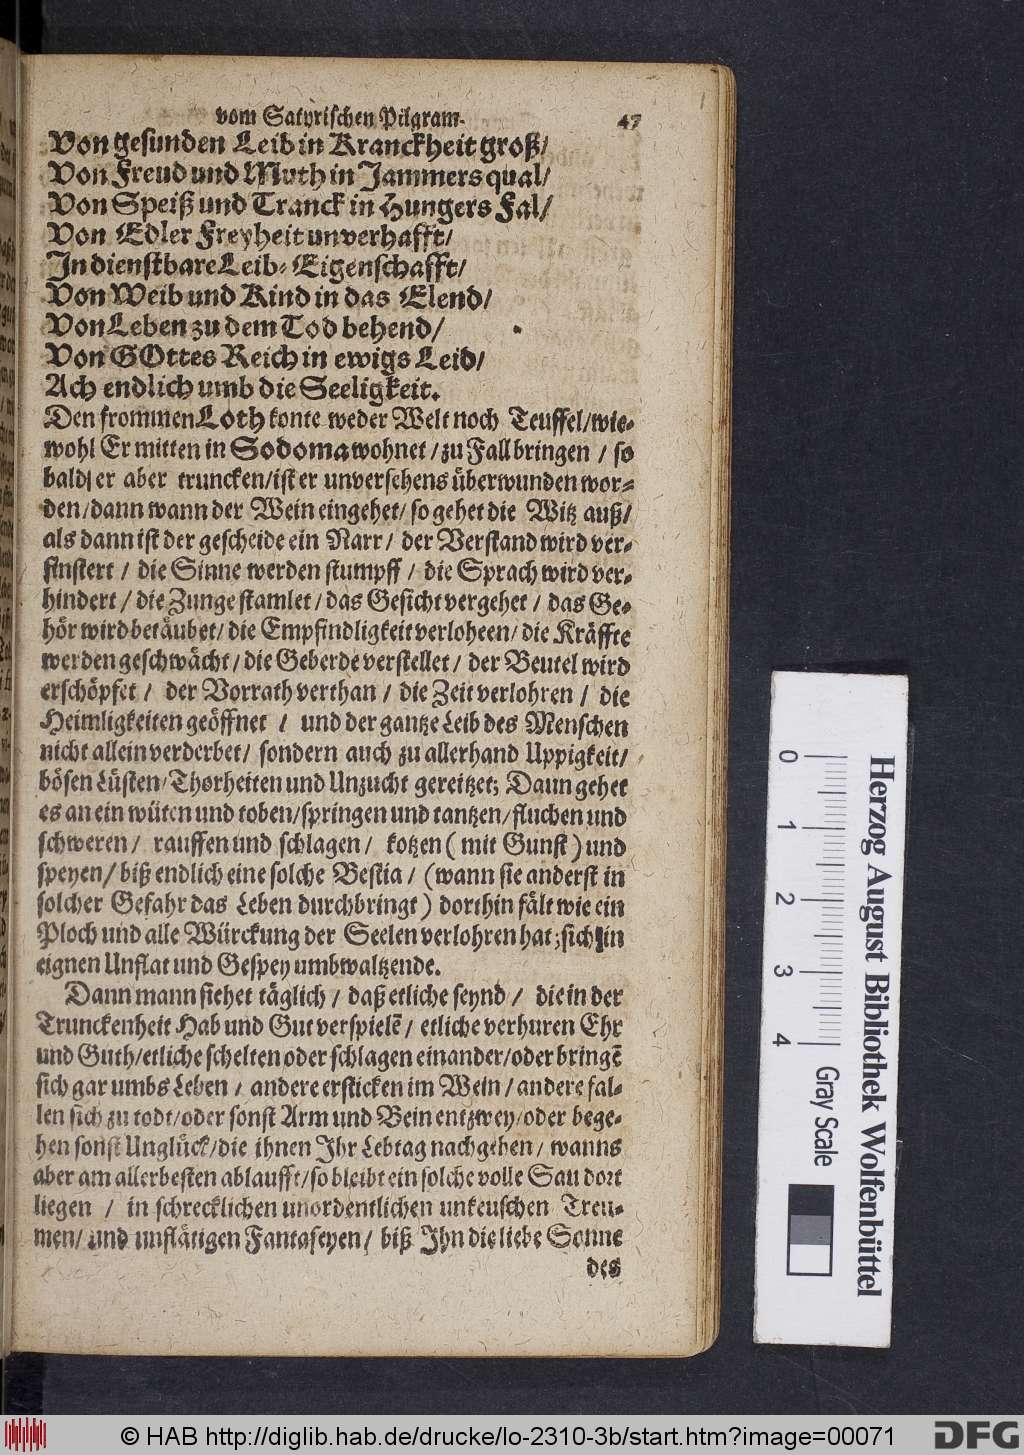 vom Satyrischen Pilgram. 47
Von gesunden Leib in Kranckheit groß/
Von Freud und Muth in Jammers qual/
Von Speiß und Tranck in Hungers Fal/
Von Edler Freyheit unverhafft/
In dienstbare Leib- Eigenschafft/
Von Weib und Kind in das Elend/
Von Leben zu dem Tod behend/
Von GOttes Reich in ewigs Leid/
Ach endlich umb die Seeligkeit.
Den frommen Loth konte weder Welt noch Teuffel/wie-
wohl Er mitten in Sodoma wohnet/zu Fall bringen / so
bald er aber truncken/ist er unversehens überwunden wor-
den/dann wann der Wein eingehet/so gehet die Witz auß/
als dann ist der gescheide ein Narr/ der Verstand wird ver-
finstert / die Sinne werden stumpff / die Sprach wird ver-
hindert / die Zunge stamlet/das Gesicht vergehet / das Ge-
hör wird betäubet/die Empfindligkeit verloheen/die Kräffte
werden geschwächt/die Geberde verstellet/ der Beutel wird
erschöpfet / der Vorrath verthan / die Zeit verlohren / die
Heimligkeiten geöffnet / und der gantze Leib des Menschen
nicht allein verderbet/ sondern auch zu allerhand Uppigkeit/
bösen Lüsten/Thorheiten und Unzucht gereitzet; Daun gehet
es an ein wüten und toben/springen und tantzen/fluchen und
schweren/ rauffen und schlagen/ kotzen (mit Gunst) und
speyen/biß endlich eine solche Bestia/ (wann sie anderst in
solcher Gefahr das Leben durchbringt) dorthin fält wie ein
Ploch und alle Würckung der Seelen verlohren hat;sich in
eignen Unflat und Gespey umbwaltzende.
Dann mann siehet täglich/ daß etliche seynd / die in der
Trunckenheit Hab und Gut verspielẽ/ etliche verhuren Ehr
und Guth/etliche schelten oder schlagen einander/oder bringẽ
sich gar umbs Leben / andere ersticken im Wein/andere fal-
len sich zu todt/oder sonst Arm und Bein entzwey/oder bege-
hen sonst Unglück/die ihnen Ihr Lebtag nachgehen/ wanns
aber am allerbesten ablaufft/so bleibt ein solche volle Sau dort
liegen / in schrecklichen unordentlichen unkeuschen Treu-
men/und unflätigen Fantaseyen/ biß Ihn die liebe Sonne
des
Herzog August Bibliothek Wolfenbüttel
0 1 2 3 4 Gray Scale
© HAB http://diglib.hab.de/drucke/lo-2310-3b/start.htm?image=00071
DFG